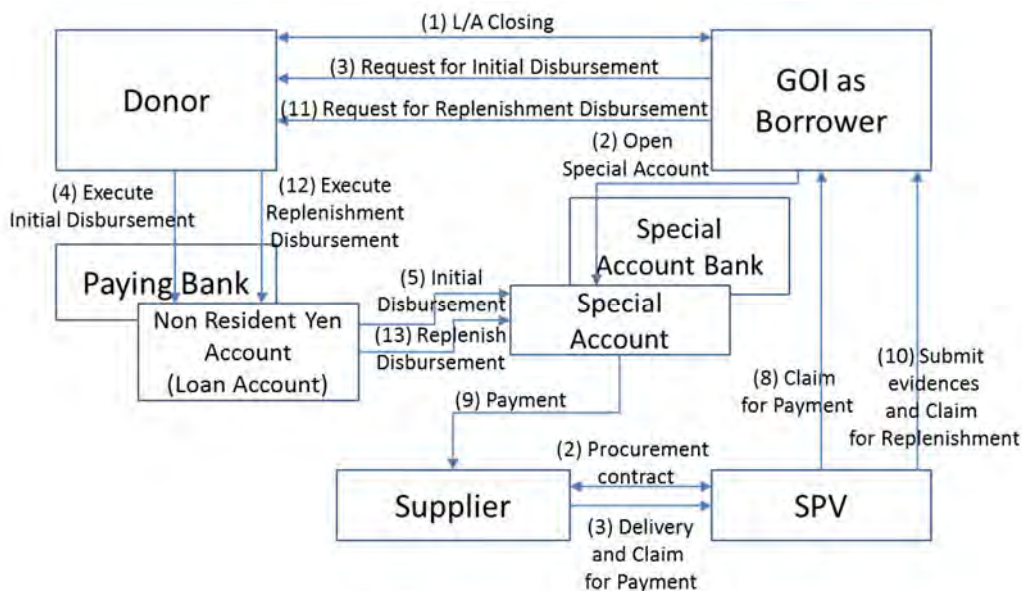 (1) L/A Closing
Donor
(3) Request for Initial Disbursement
(11) Request for Replenishment Disbursement
GOI as
Borrower
(2) Open
Special Account
(4) Execute
Initial Disbursement
(12) Execute
Replenishment
Disbursement
Special
Account Bank
Paying Bank
(5) Initial
Disbursement
Special
Account
Non Resident Yen
Account
(Loan Account)
(13) Replenish
Disbursement
(9) Payment
(8) Claim
for Payment
(10) Submit
evidences
and Claim
for Replenishment
(2) Procurement
contract
Supplier
SPV
(3) Delivery
and Claim
for Payment